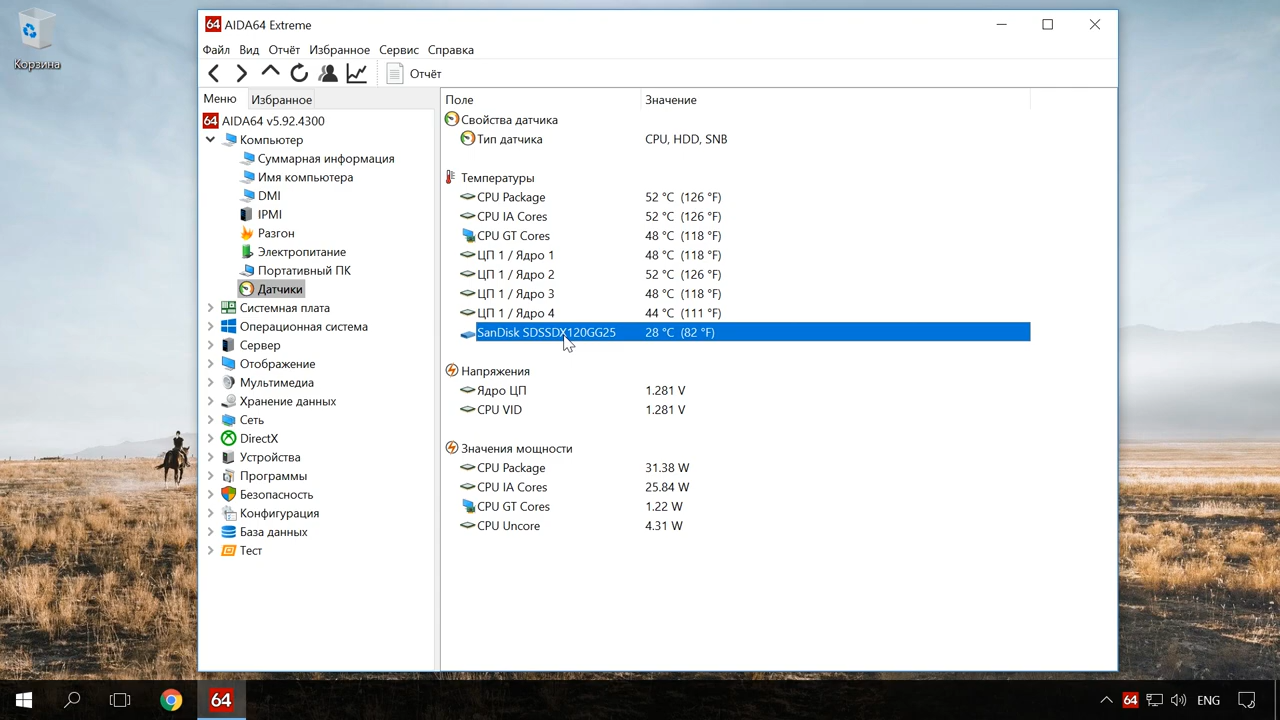 Корзина
64 AIDA64 Extreme
Файл Вид Отчёт Избранное Сервис Справка
Отчёт
Меню Избранное
64 AIDA64 v5.92.4300
Компьютер
Суммарная информация
Имя компьютера
DMI
IPMI
Разгон
Электропитание
Портативный ПК
Датчики
Системная плата
Операционная система
Сервер
Отображение
Мультимедиа
Хранение данных
Сеть
DirectX
Устройства
Программы
Безопасность
Конфигурация
База данных
Тест
Поле Значение
Свойства датчика
Тип датчика CPU, HDD, SNB
Температуры
CPU Package 52 °C (126 °F)
CPU IA Cores 52 °C (126 °F)
CPU GT Cores 48 °C (118 °F)
ЦП 1 / Ядро 1 48 °C (118 °F)
ЦП 1 / Ядро 2 52 °C (126 °F)
ЦП 1 / Ядро 3 48 °C (118 °F)
ЦП 1 / Ядро 4 44 °C (111 °F)
SanDisk SDSSDX120GG25 28 °C (82 °F)
Напряжения
Ядро ЦП 1.281 V
CPU VID 1.281 V
Значения мощности
CPU Package 31.38 W
CPU IA Cores 25.84 W
CPU GT Cores 1.22 W
CPU Uncore 4.31 W
64 64 ENG